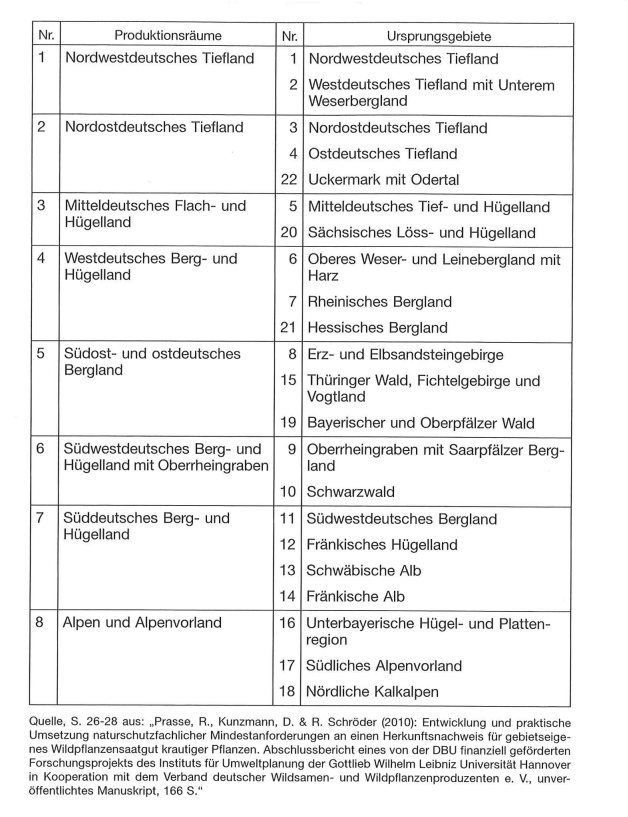 Nr. Produktionsräume Nr. Ursprungsgebiete
1 Nordwestdeutsches Tiefland 1 Nordwestdeutsches Tiefland
2 Westdeutsches Tiefland mit Unterem
Weserbergland
2 Nordostdeutsches Tiefland 3 Nordostdeutsches Tiefland
4 Ostdeutsches Tiefland
22 Uckermark mit Odertal
3 Mitteldeutsches Flach- und 5 Mitteldeutsches Tief- und Hügelland
Hügelland
20 Sächsisches Löss- und Hügelland
4 Westdeutsches Berg- und 6 Oberes Weser- und Leinebergland mit
Hügelland Harz
7 Rheinisches Bergland
21 Hessisches Bergland
5 Südost- und ostdeutsches 8 Erz- und Elbsandsteingebirge
Bergland
15 Thüringer Wald, Fichtelgebirge und
Vogtland
19 Bayerischer und Oberpfälzer Wald
6 Südwestdeutsches Berg- und 9 Oberrheingraben mit Saarpfälzer Berg-
Hügelland mit Oberrheingraben land
10 Schwarzwald
7 Süddeutsches Berg- und 11 Südwestdeutsches Bergland
Hügelland
12 Fränkisches Hügelland
13 Schwäbische Alb
14 Fränkische Alb
8 Alpen und Alpenvorland 16 Unterbayerische Hügel- und Platten-
region
17 Südliches Alpenvorland
18 Nördliche Kalkalpen
Quelle, S. 26-28 aus: „Prasse, R., Kunzmann, D. & R. Schröder (2010): Entwicklung und praktische
Umsetzung naturschutzfachlicher Mindestanforderungen an einen Herkunftsnachweis für gebietseige-
nes Wildpflanzensaatgut krautiger Pflanzen. Abschlussbericht eines von der DBU finanziell geförderten
Forschungsprojekts des Instituts für Umweltplanung der Gottlieb Wilhelm Leibniz Universität Hannover
in Kooperation mit dem Verband deutscher Wildsamen- und Wildpflanzenproduzenten e. V., unver-
öffentlichtes Manuskript, 166 S.“